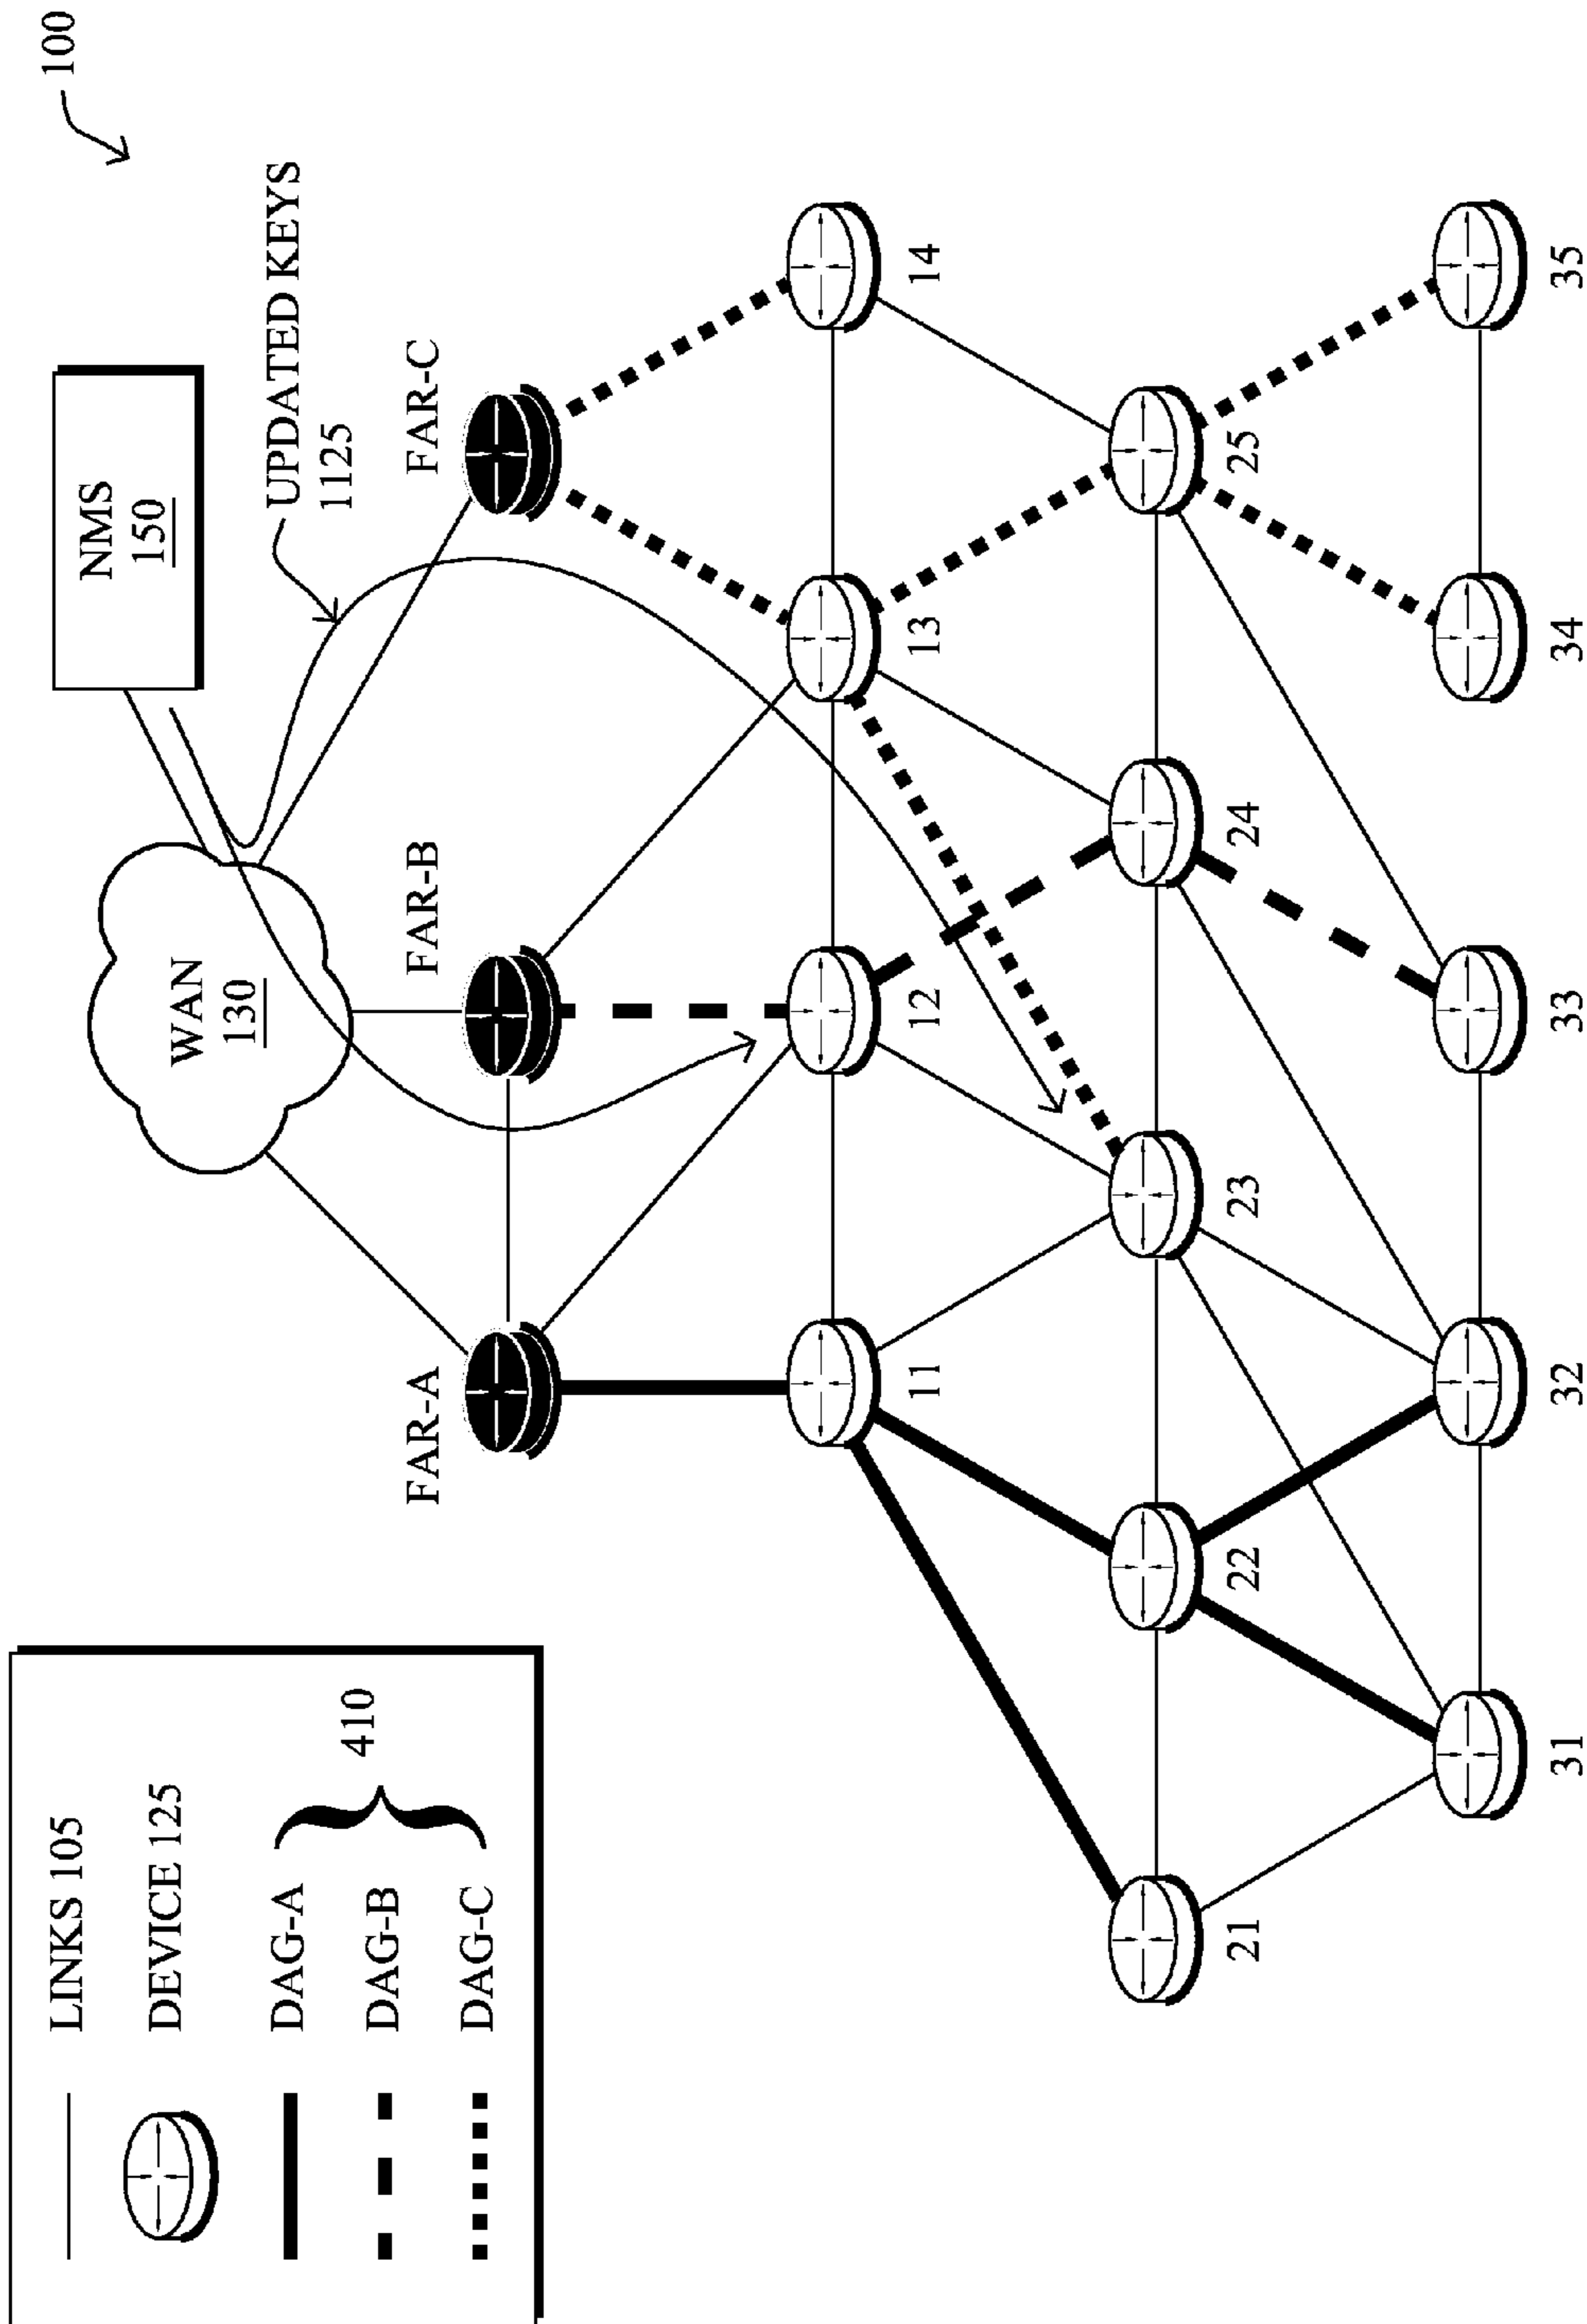 100
NMS
150
UPDATED KEYS
1125
WAN
130
FAR-A
FAR-B
FAR-C
11
12
13
14
21
22
23
24
25
31
32
33
34
35
LINKS 105
DEVICE 125
DAG-A
DAG-B
DAG-C
410